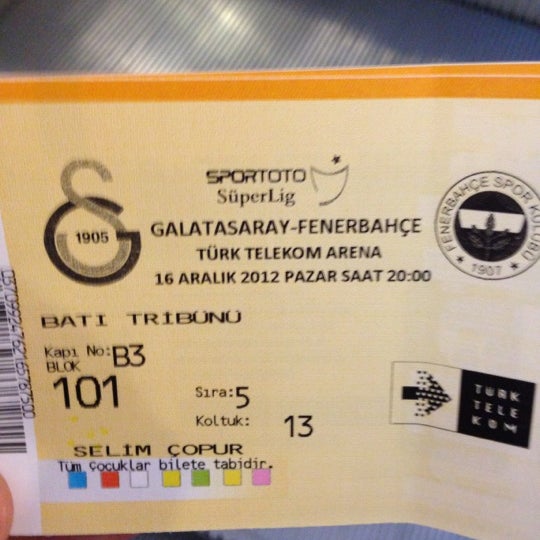 SPORTOTO
SüperLig
1905
GALATASARAY-FENERBAHÇE
TÜRK TELEKOM ARENA
16 ARALIK 2012 PAZAR SAAT 20:00
FENERBAHÇE SPOR KULÜBÜ
★ 1907 ★
BATI TRİBÜNÜ
Kapı No: B3
BLOK
101
Sıra: 5
Koltuk: 13
TÜRK
TELE
KOM
SELİM ÇOPUR
Tüm çocuklar bilete tabidir.